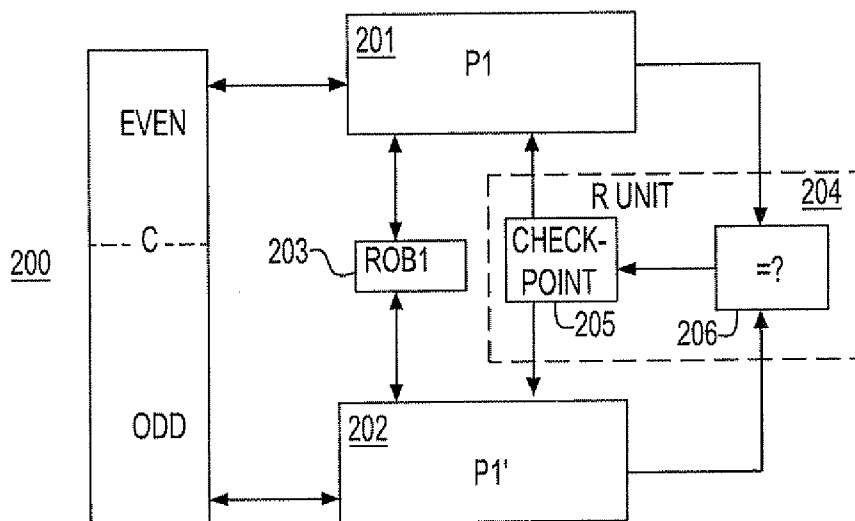 201
P1
EVEN
R UNIT
204
200
C
203
ROB1
CHECK-
POINT
=?
205
206
ODD
202
P1'